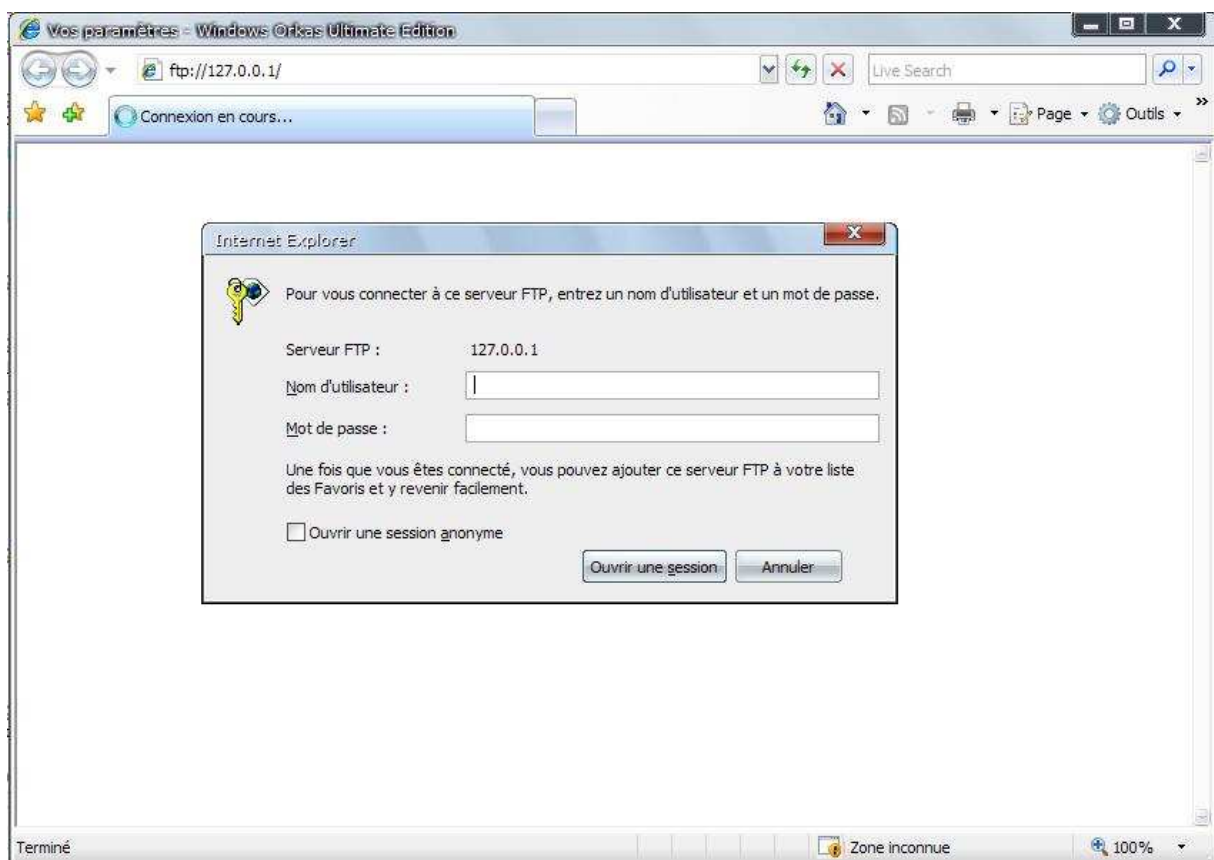 Vos paramètres - Windows Orkas Ultimate Edition
ftp://127.0.0.1/
Live Search
Connexion en cours...
Page
Outils
»
Internet Explorer
Pour vous connecter à ce serveur FTP, entrez un nom d'utilisateur et un mot de passe.
Serveur FTP : 127.0.0.1
Nom d'utilisateur :
Mot de passe :
Une fois que vous êtes connecté, vous pouvez ajouter ce serveur FTP à votre liste
des Favoris et y revenir facilement.
Ouvrir une session anonyme
Ouvrir une session Annuler
Terminé
Zone inconnue
100%